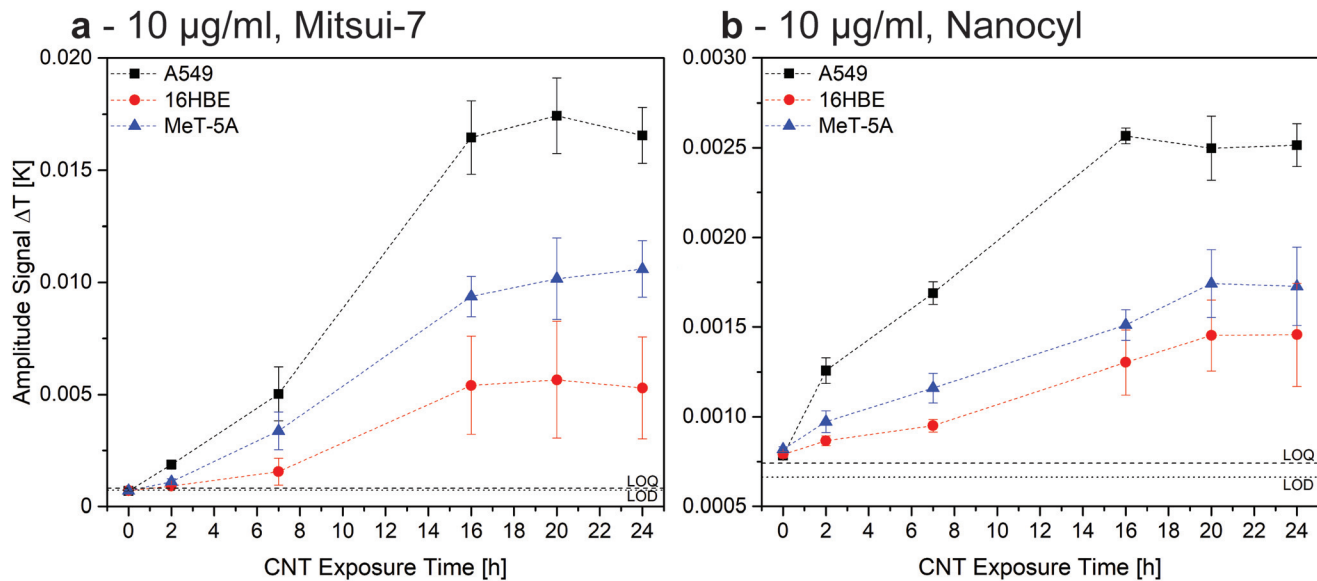 a - 10 µg/ml, Mitsui-7
Amplitude Signal ΔT [K]
0.020
0.015
0.010
0.005
0
A549
16HBE
MeT-5A
LOQ
LOD
0 2 4 6 8 10 12 14 16 18 20 22 24
CNT Exposure Time [h]
b - 10 µg/ml, Nanocyl
0.0030
0.0025
0.0020
0.0015
0.0010
0.0005
A549
16HBE
MeT-5A
LOQ
LOD
0 2 4 6 8 10 12 14 16 18 20 22 24
CNT Exposure Time [h]